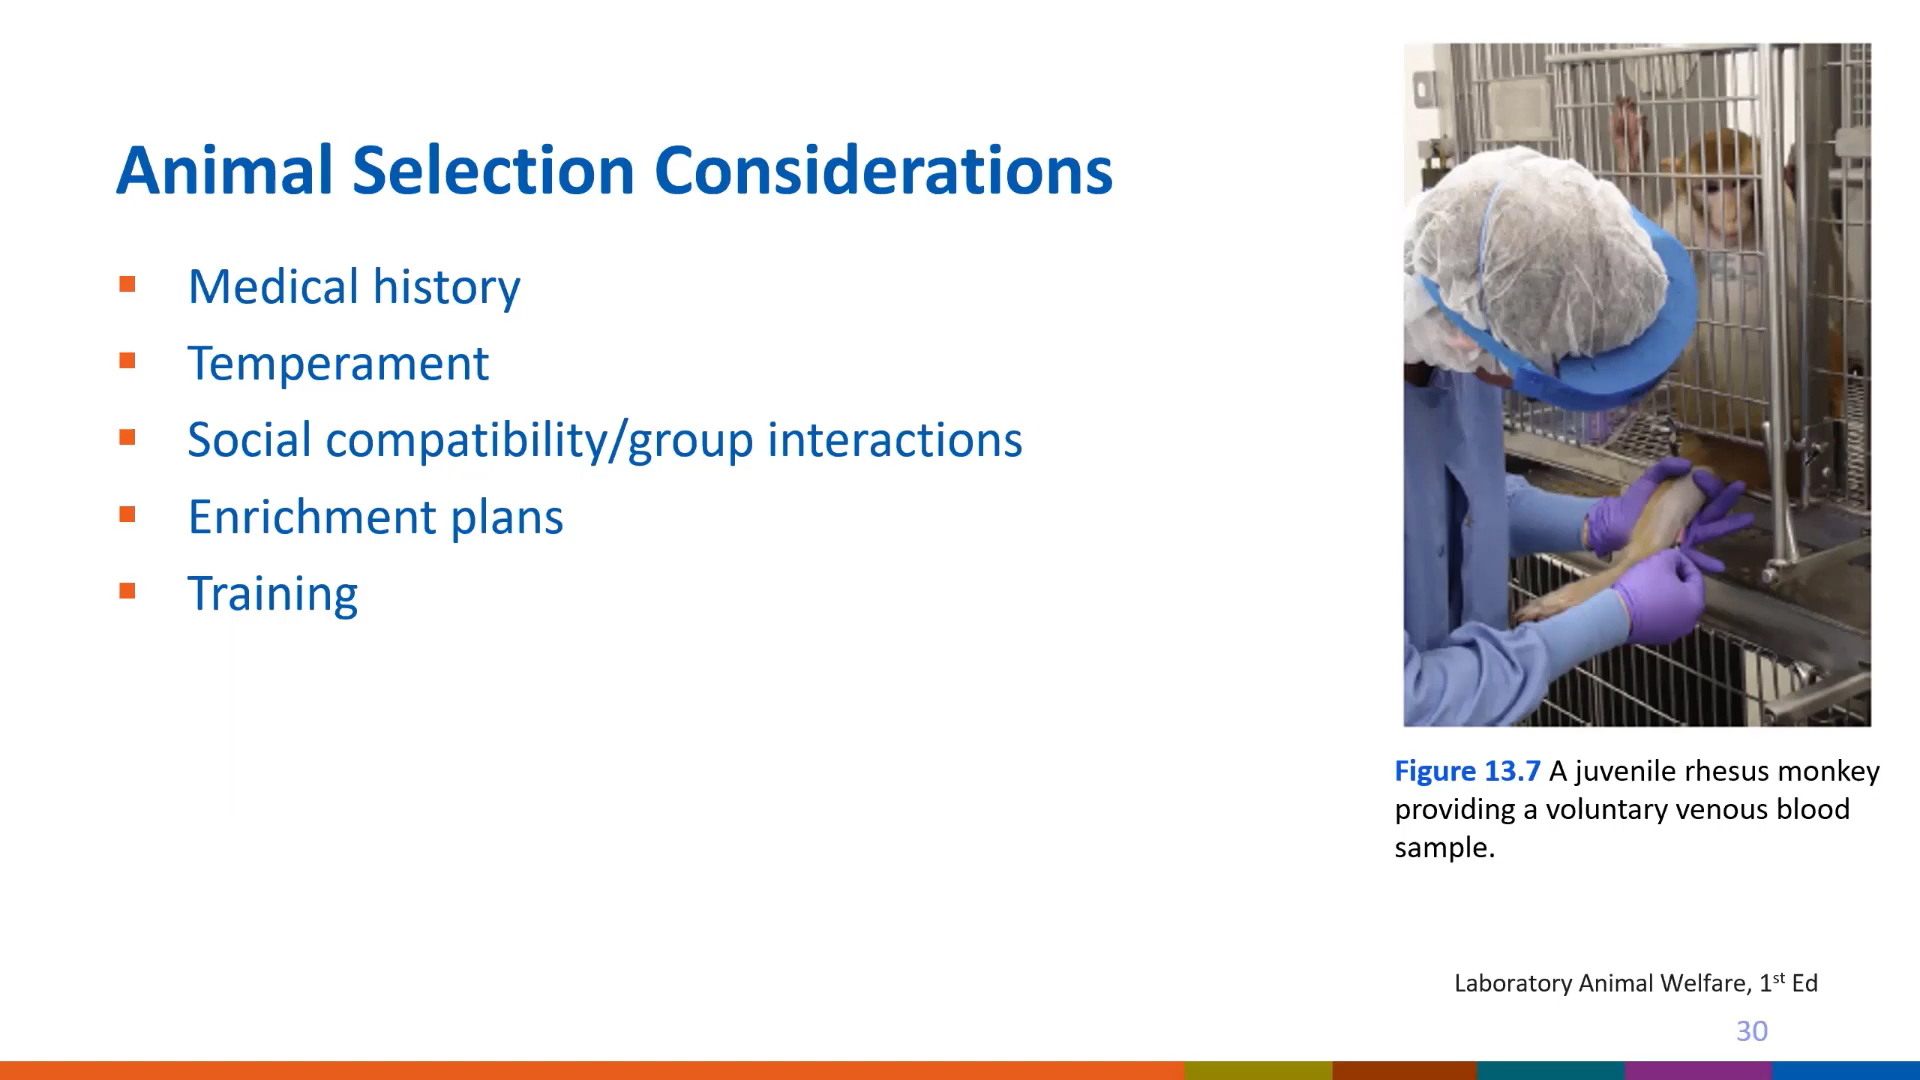 Animal Selection Considerations
Medical history
Temperament
Social compatibility/group interactions
Enrichment plans
Training
Figure 13.7 A juvenile rhesus monkey
providing a voluntary venous blood
sample.
Laboratory Animal Welfare, 1st Ed
30